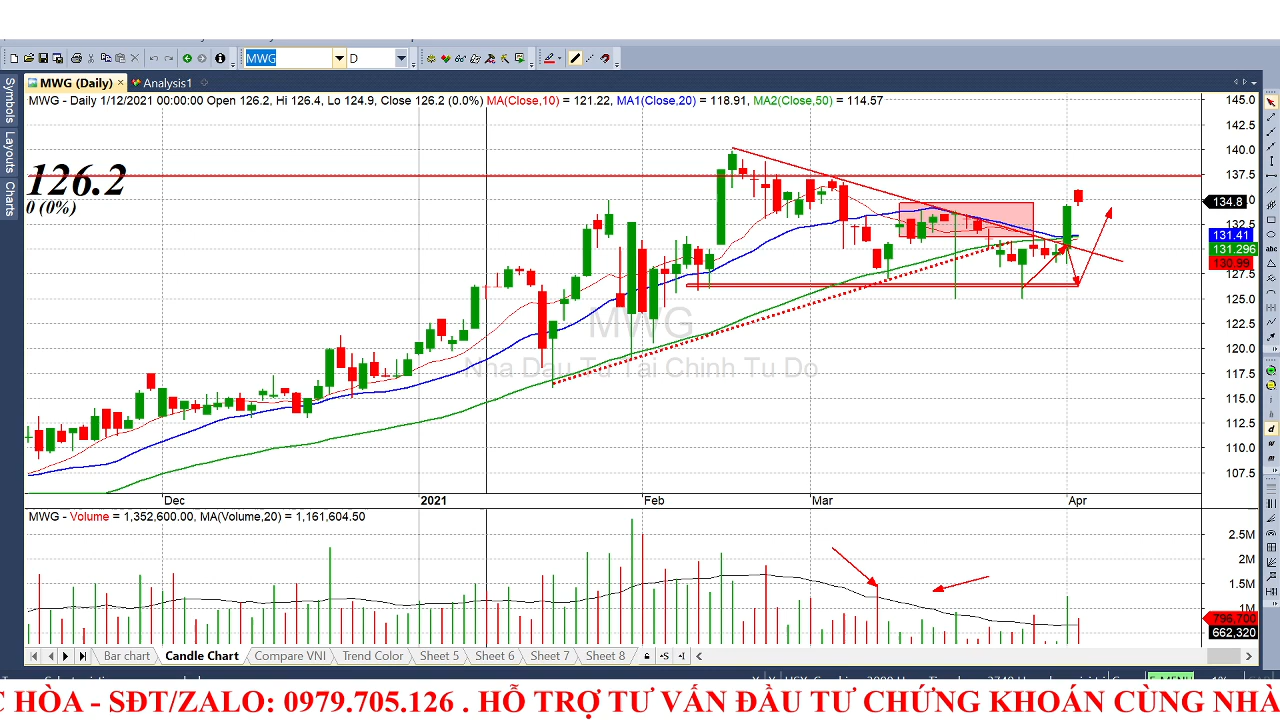 MWG
D
MWG (Daily)
Analysis1
Symbols
Layouts
Charts
MWG - Daily 1/12/2021 00:00:00 Open 126.2, Hi 126.4, Lo 124.9, Close 126.2 (0.0%) MA(Close,10) = 121.22, MA1(Close,20) = 118.91, MA2(Close,50) = 114.57
126.2
0 (0%)
145.0
142.5
140.0
137.5
134.8
132.5
131.41
131.296
130.99
127.5
125.0
122.5
120.0
117.5
115.0
112.5
110.0
107.5
MWG
Nha Dau Tu Tai Chinh Tu Do
Dec
2021
Feb
Mar
Apr
MWG - Volume = 1,352,600.00, MA(Volume,20) = 1,161,604.50
2.5M
2M
1.5M
1M
796,700
662,320
Bar chart
Candle Chart
Compare VNI
Trend Color
Sheet 5
Sheet 6
Sheet 7
Sheet 8
HÒA - SĐT/ZALO: 0979.705.126 . HỖ TRỢ TƯ VẤN ĐẦU TƯ CHỨNG KHOÁN CÙNG NHÀ